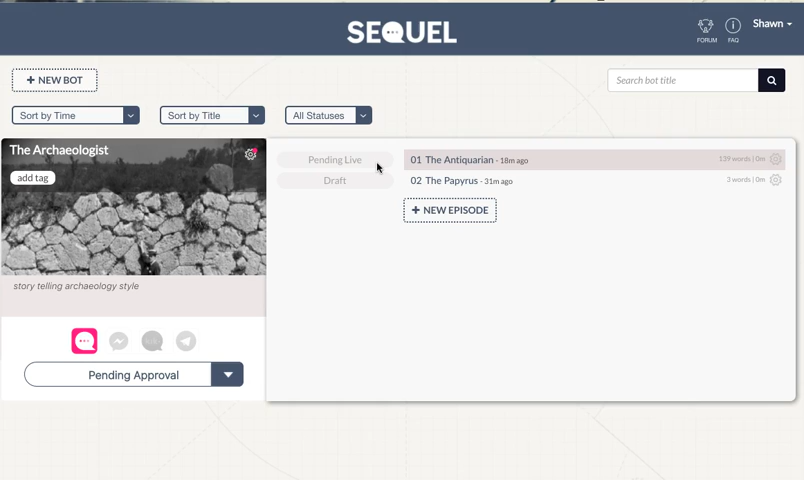 SEQUEL
FORUM
FAQ
Shawn
+ NEW BOT
Search bot title
Sort by Time
Sort by Title
All Statuses
The Archaeologist
add tag
story telling archaeology style
Pending Approval
Pending Live
01 The Antiquarian - 18m ago
139 words | 0m
Draft
02 The Papyrus - 31m ago
3 words | 0m
+ NEW EPISODE